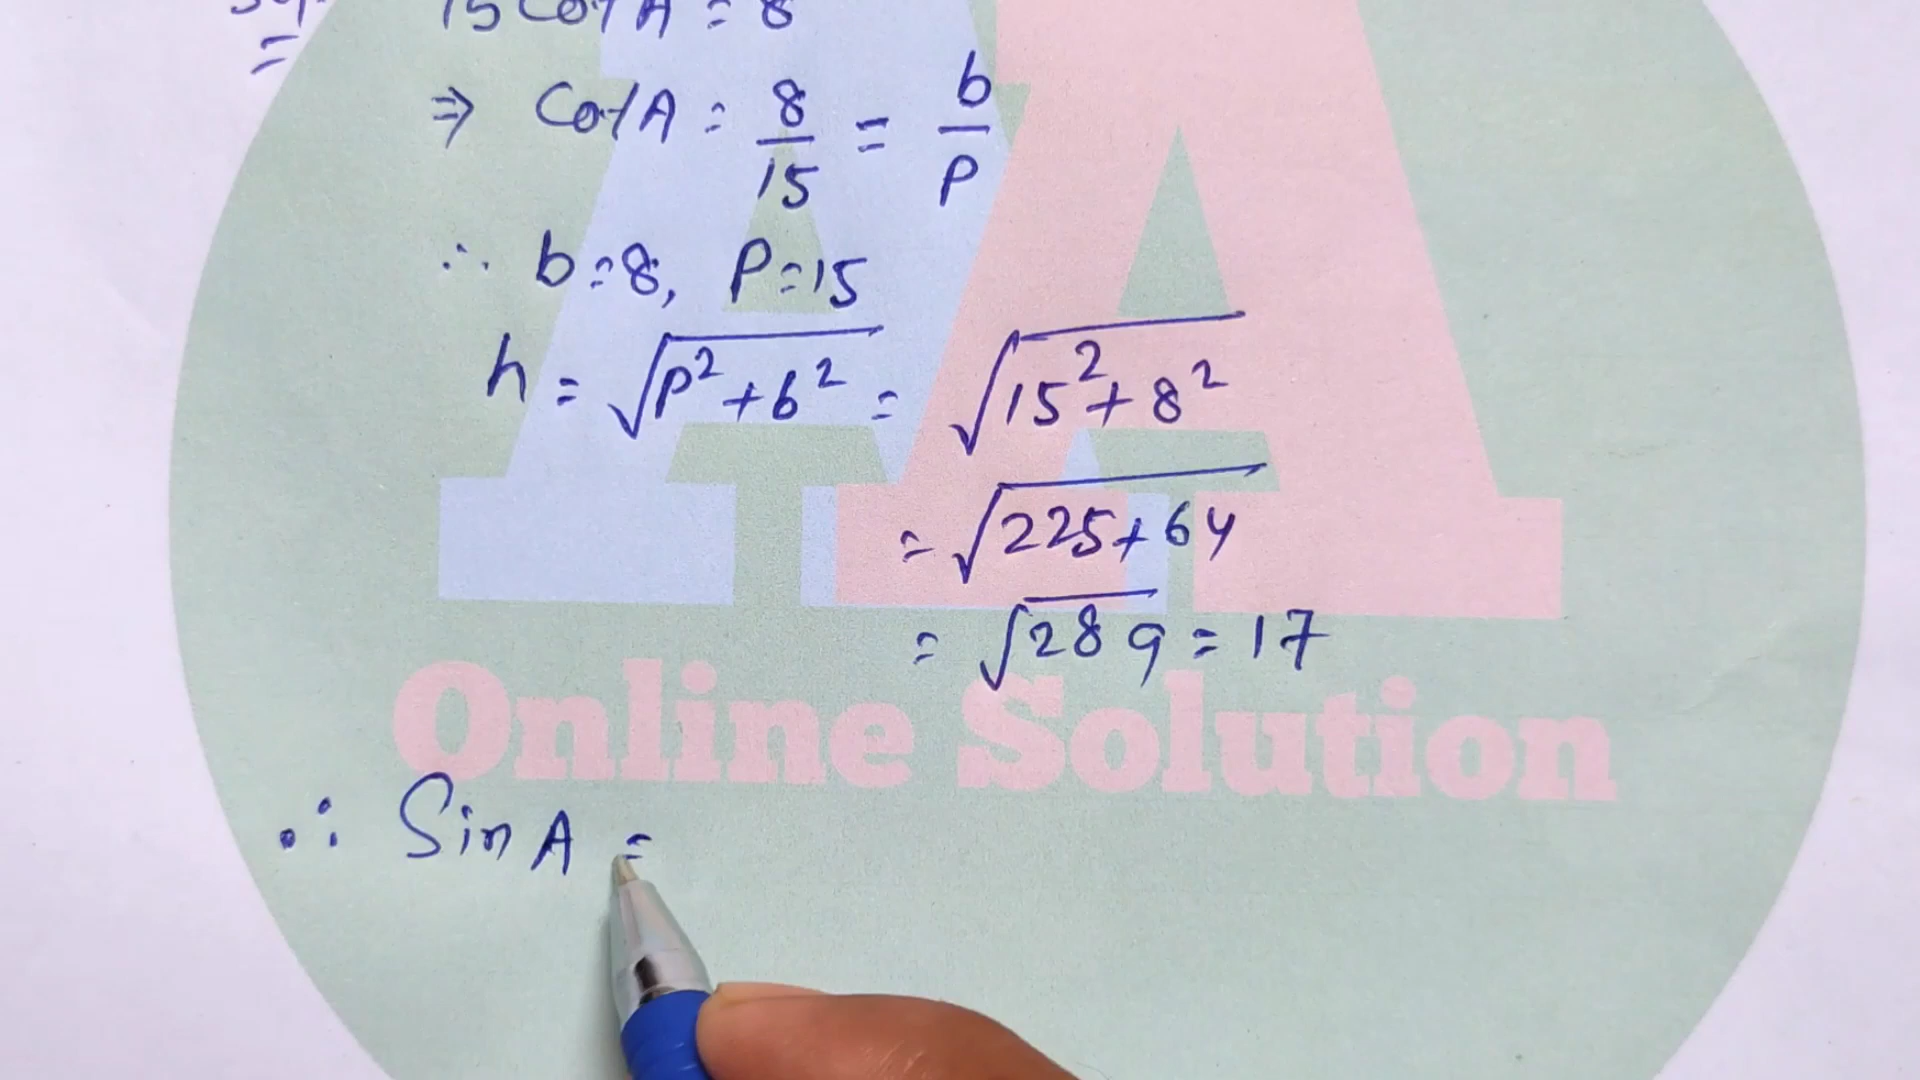 15 Cot A = 8
⇒ Cot A = 8/15 = b/P
∴ b=8, P=15
h = √(P²+b²) = √(15²+8²)
= √(225+64)
= √289 = 17
Online Solution
∴ Sin A =